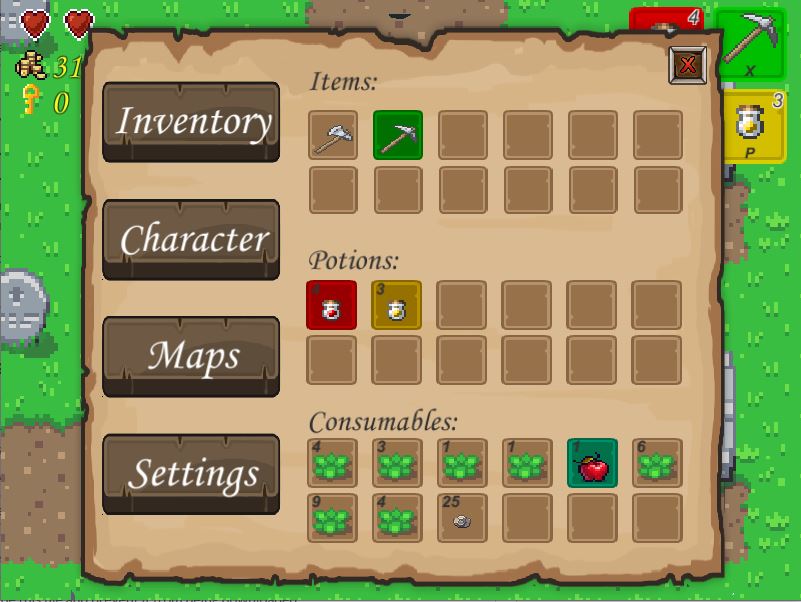 31
0
4
X
3
P
Inventory
Character
Maps
Settings
Items:
Potions:
4 3
Consumables:
4 3 1 1 1 6
9 4 25